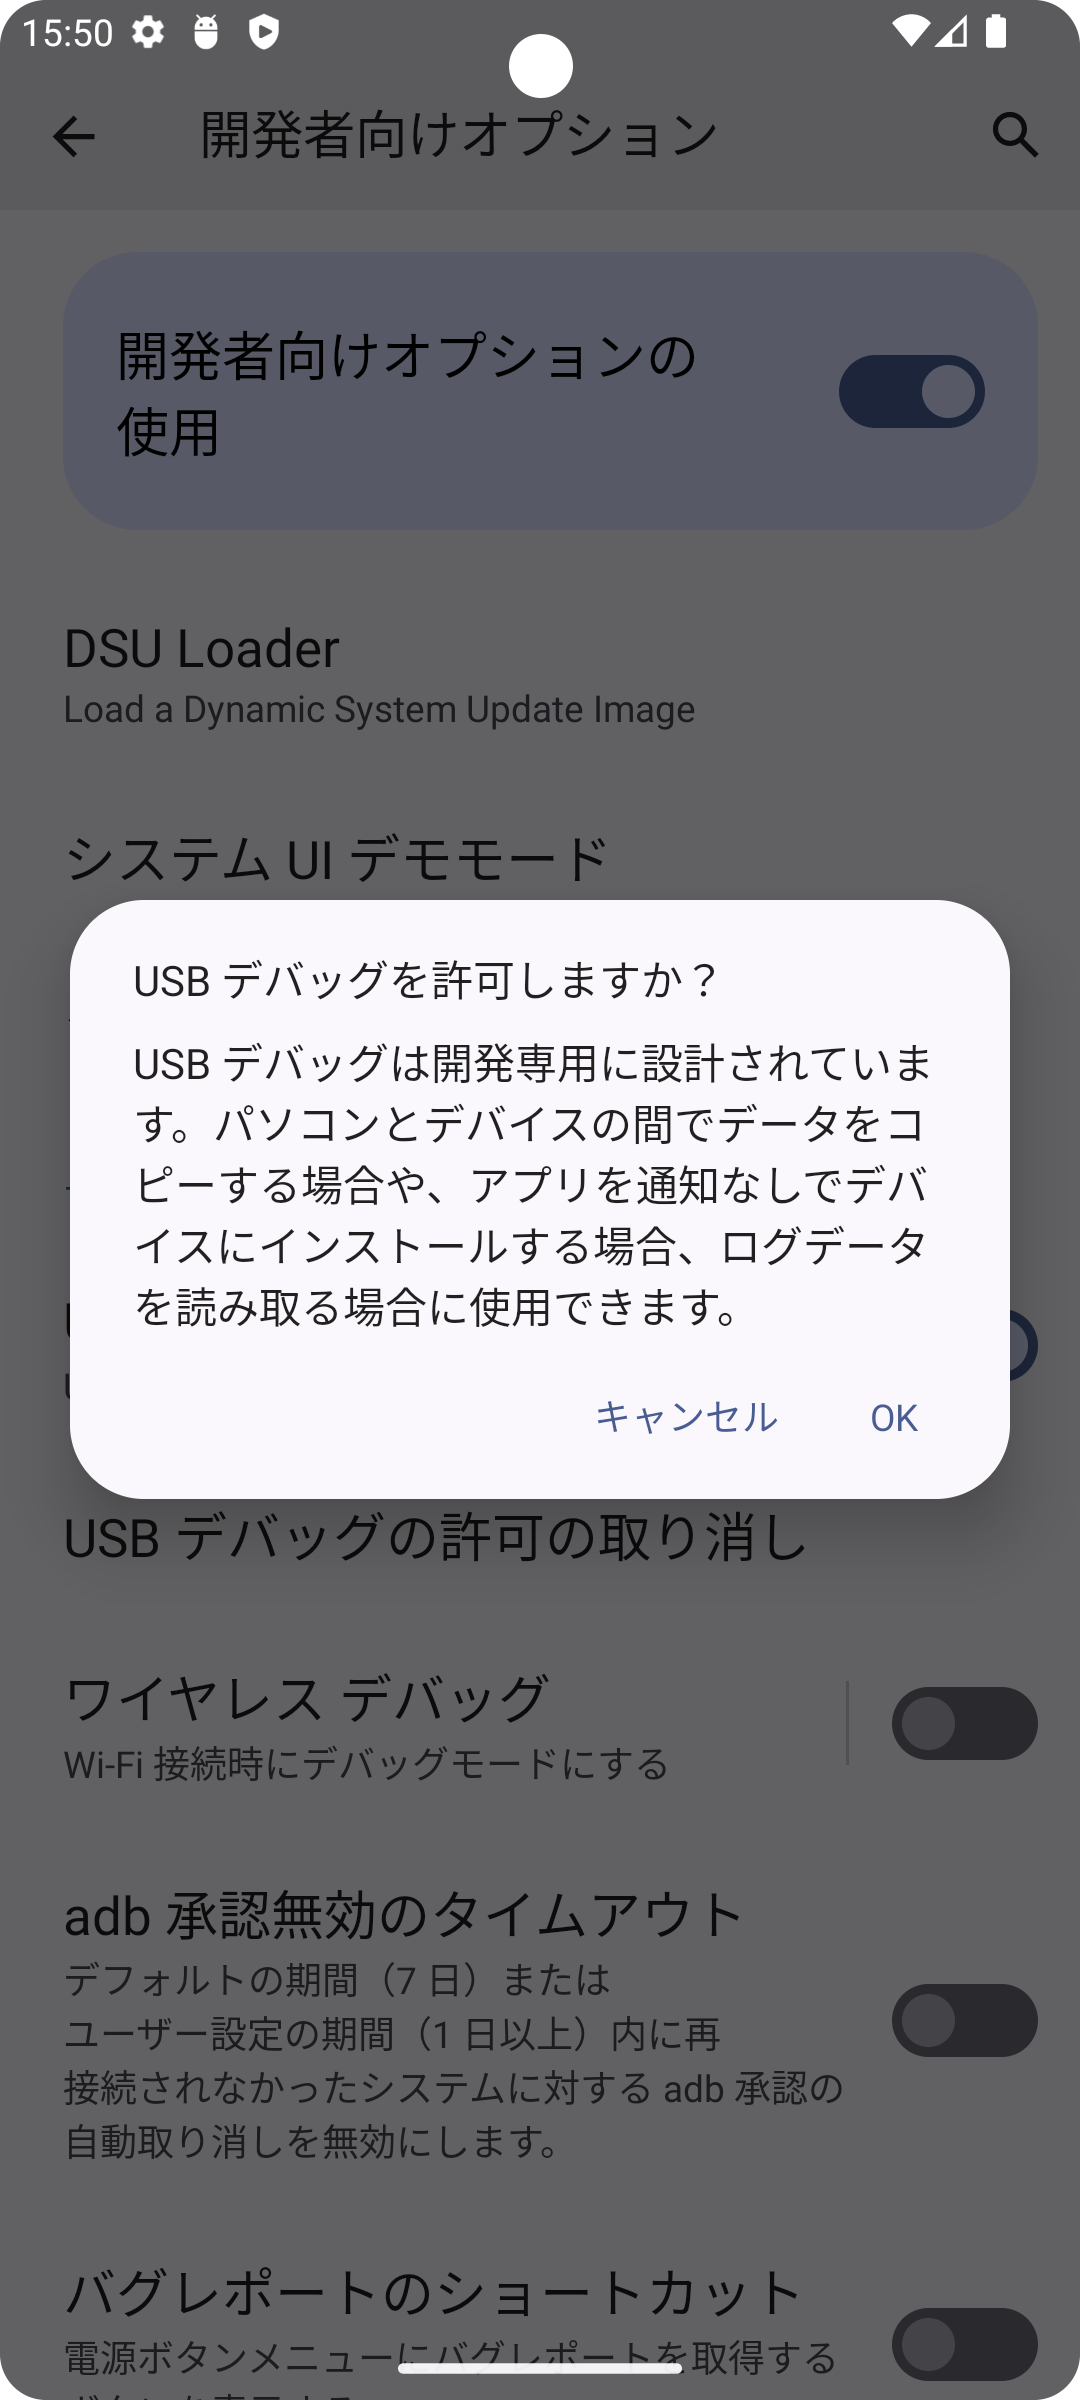 15:50
開発者向けオプション
開発者向けオプションの
使用
DSU Loader
Load a Dynamic System Update Image
システム UI デモモード
USB デバッグを許可しますか？
USB デバッグは開発専用に設計されていま
す。パソコンとデバイスの間でデータをコ
ピーする場合や、アプリを通知なしでデバ
イスにインストールする場合、ログデータ
を読み取る場合に使用できます。
キャンセル
OK
USB デバッグの許可の取り消し
ワイヤレス デバッグ
Wi-Fi 接続時にデバッグモードにする
adb 承認無効のタイムアウト
デフォルトの期間（7 日）または
ユーザー設定の期間（1 日以上）内に再
接続されなかったシステムに対する adb 承認の
自動取り消しを無効にします。
バグレポートのショートカット
電源ボタンメニューにバグレポートを取得する